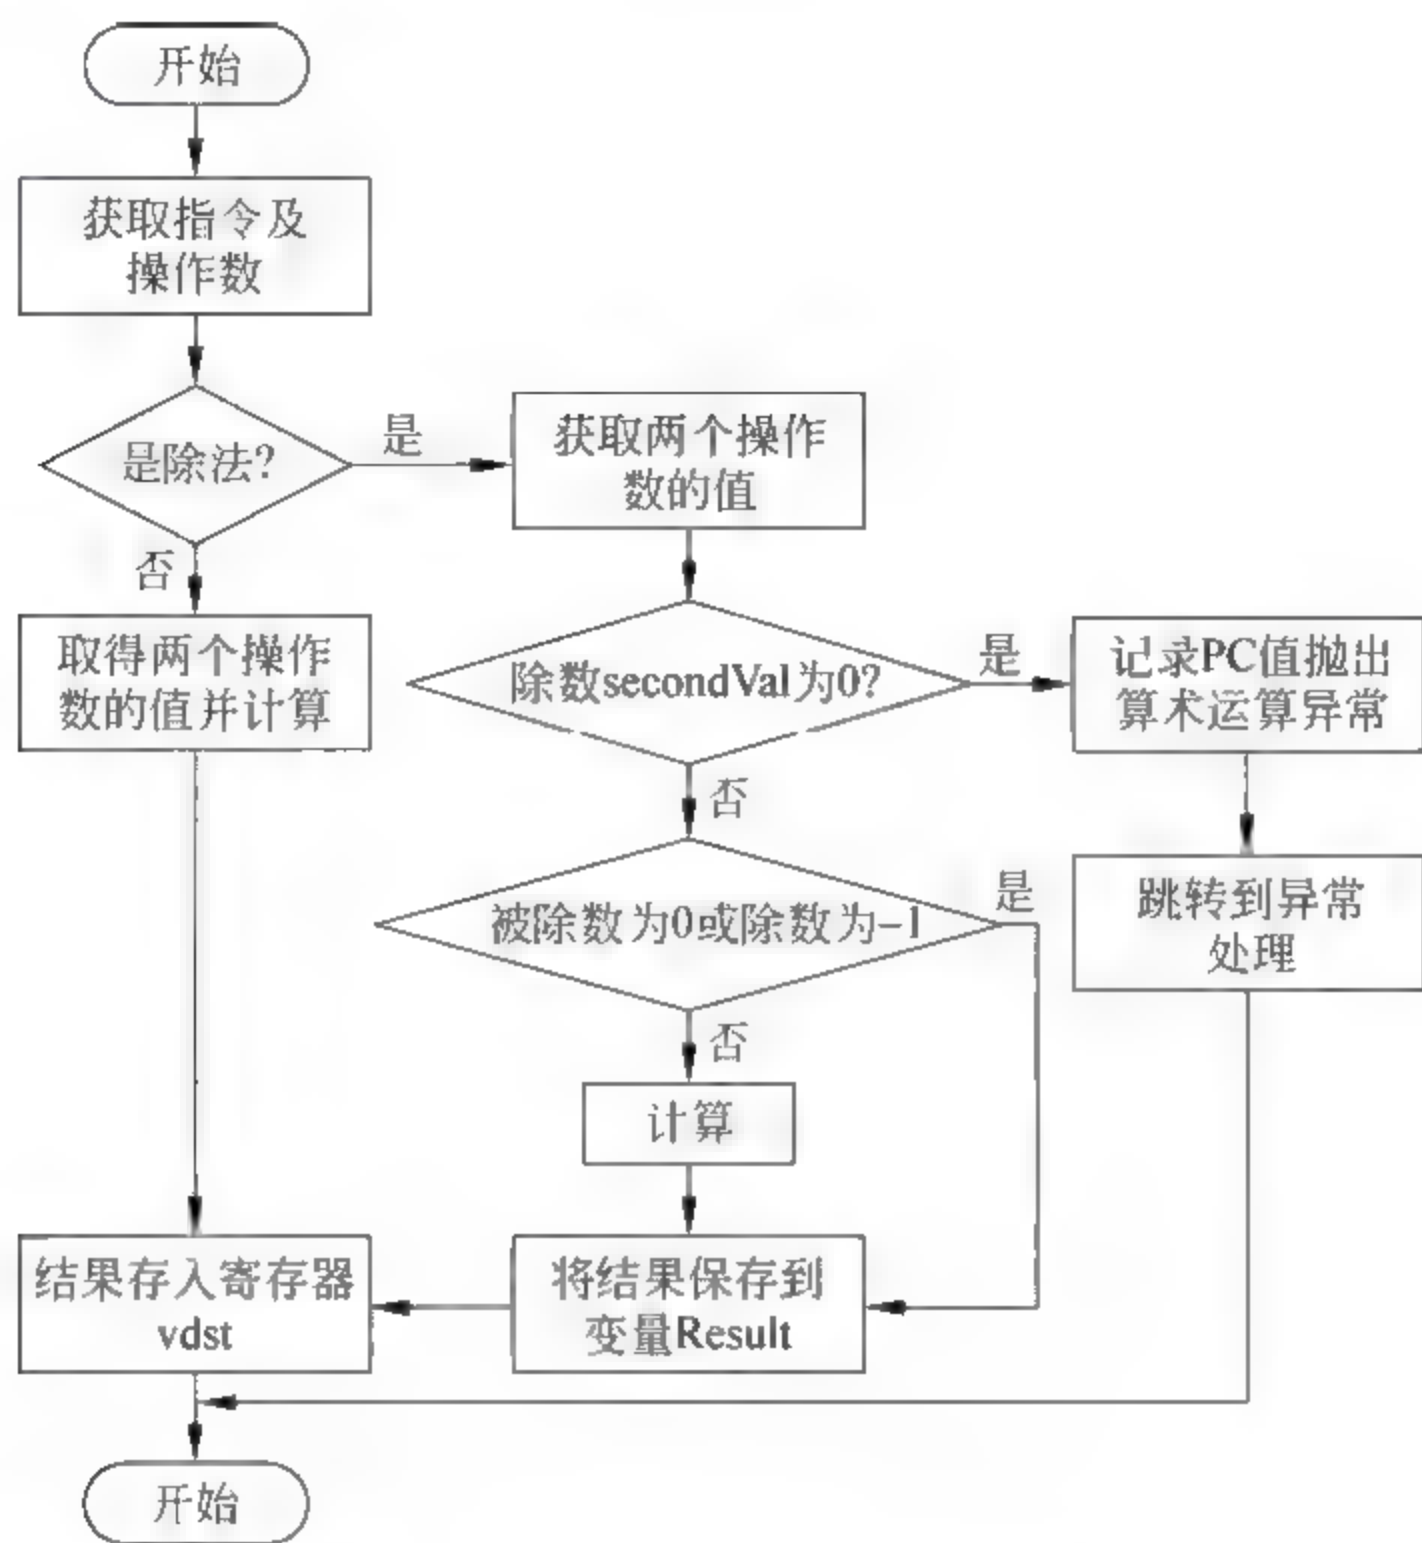 开始
获取指令及
操作数
是除法?
是
获取两个操作
数的值
否
取得两个操作
数的值并计算
除数secondVal为0?
是
记录PC值抛出
算术运算异常
否
被除数为0或除数为-1
是
跳转到异常
处理
否
计算
结果存入寄存器
vdst
将结果保存到
变量Result
开始